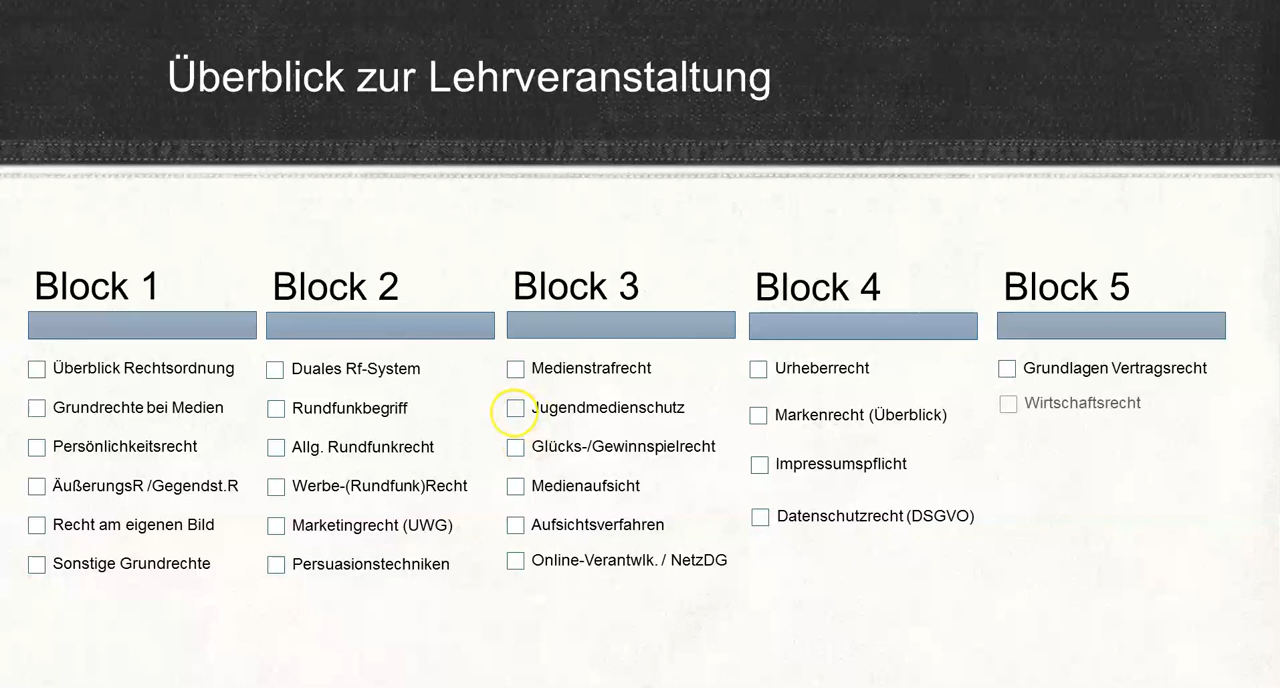 Überblick zur Lehrveranstaltung
Block 1
Überblick Rechtsordnung
Grundrechte bei Medien
Persönlichkeitsrecht
ÄußerungsR /Gegendst.R
Recht am eigenen Bild
Sonstige Grundrechte
Block 2
Duales Rf-System
Rundfunkbegriff
Allg. Rundfunkrecht
Werbe-(Rundfunk)Recht
Marketingrecht (UWG)
Persuasionstechniken
Block 3
Medienstrafrecht
Jugendmedienschutz
Glücks-/Gewinnspielrecht
Medienaufsicht
Aufsichtsverfahren
Online-Verantwlk. / NetzDG
Block 4
Urheberrecht
Markenrecht (Überblick)
Impressumspflicht
Datenschutzrecht (DSGVO)
Block 5
Grundlagen Vertragsrecht
Wirtschaftsrecht